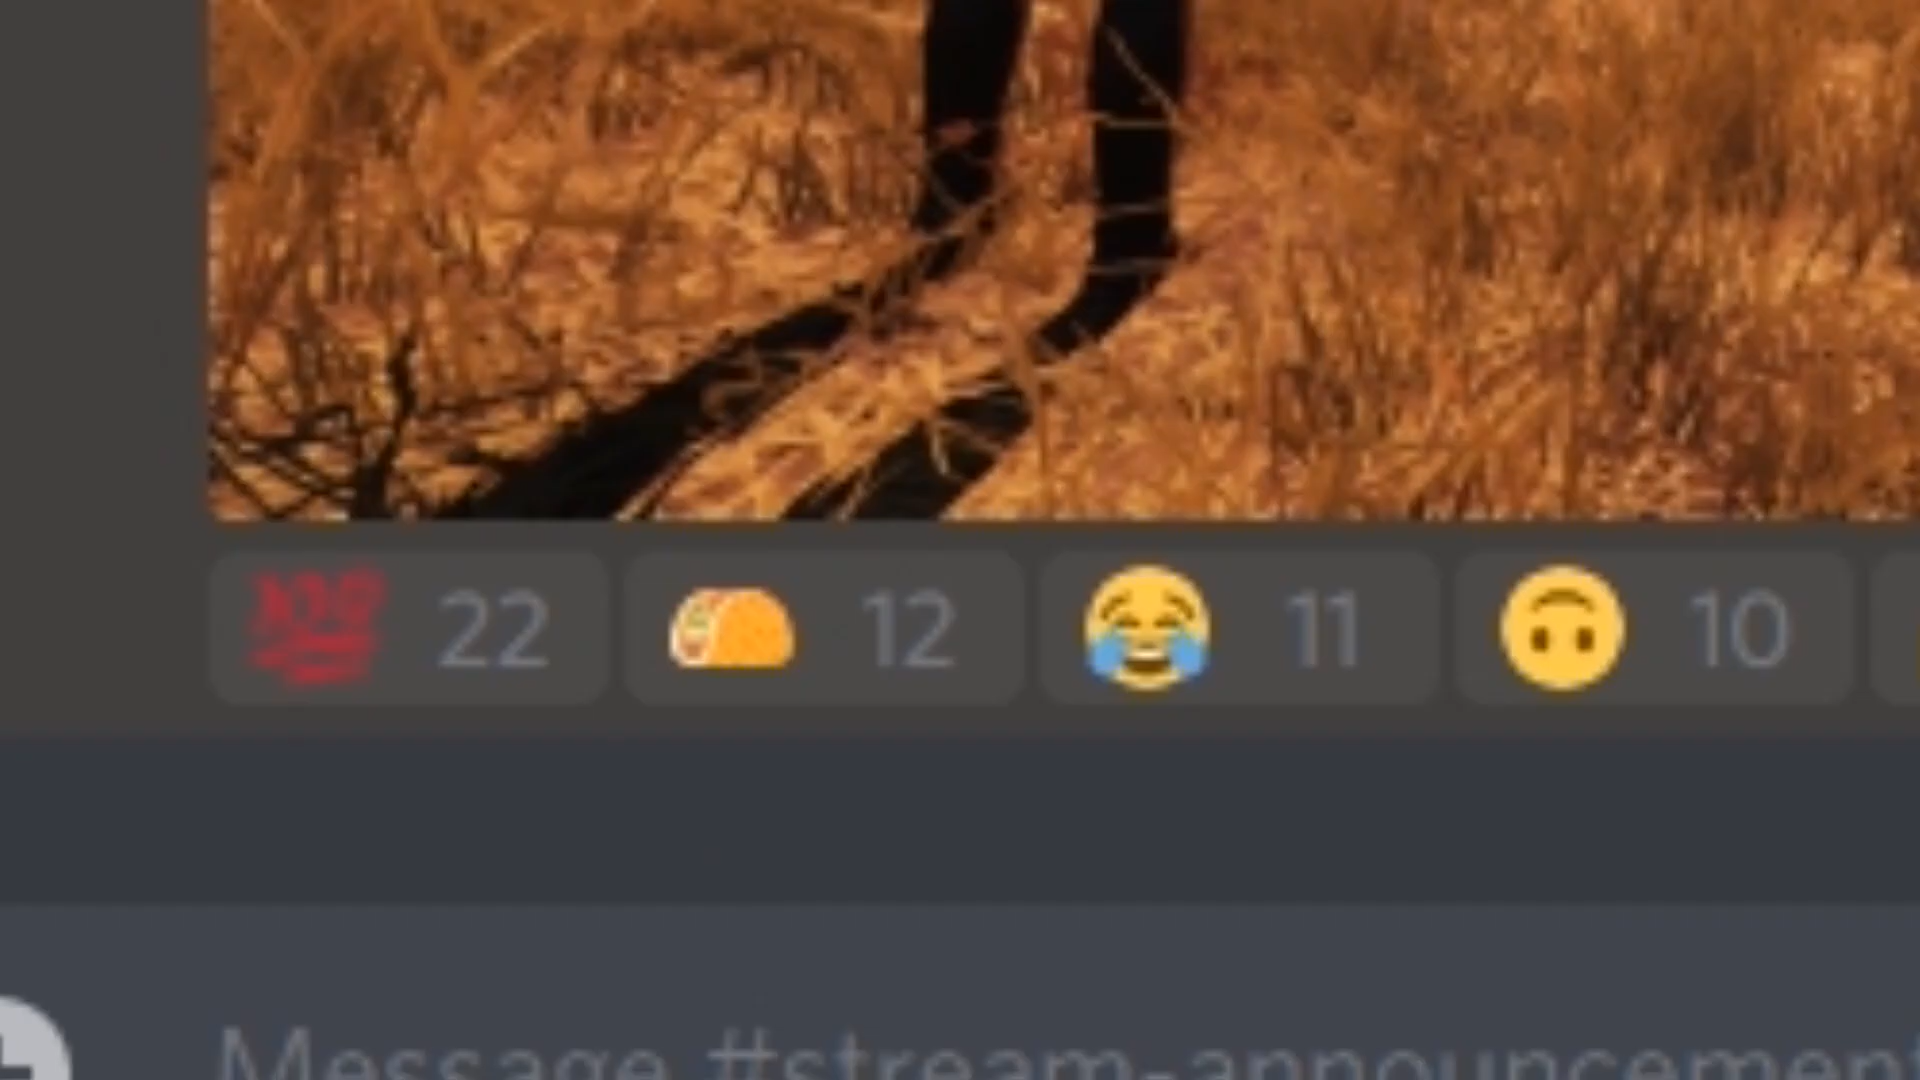 💯 22 🌮 12 😂 11 🙃 10
Message #stream-announcement